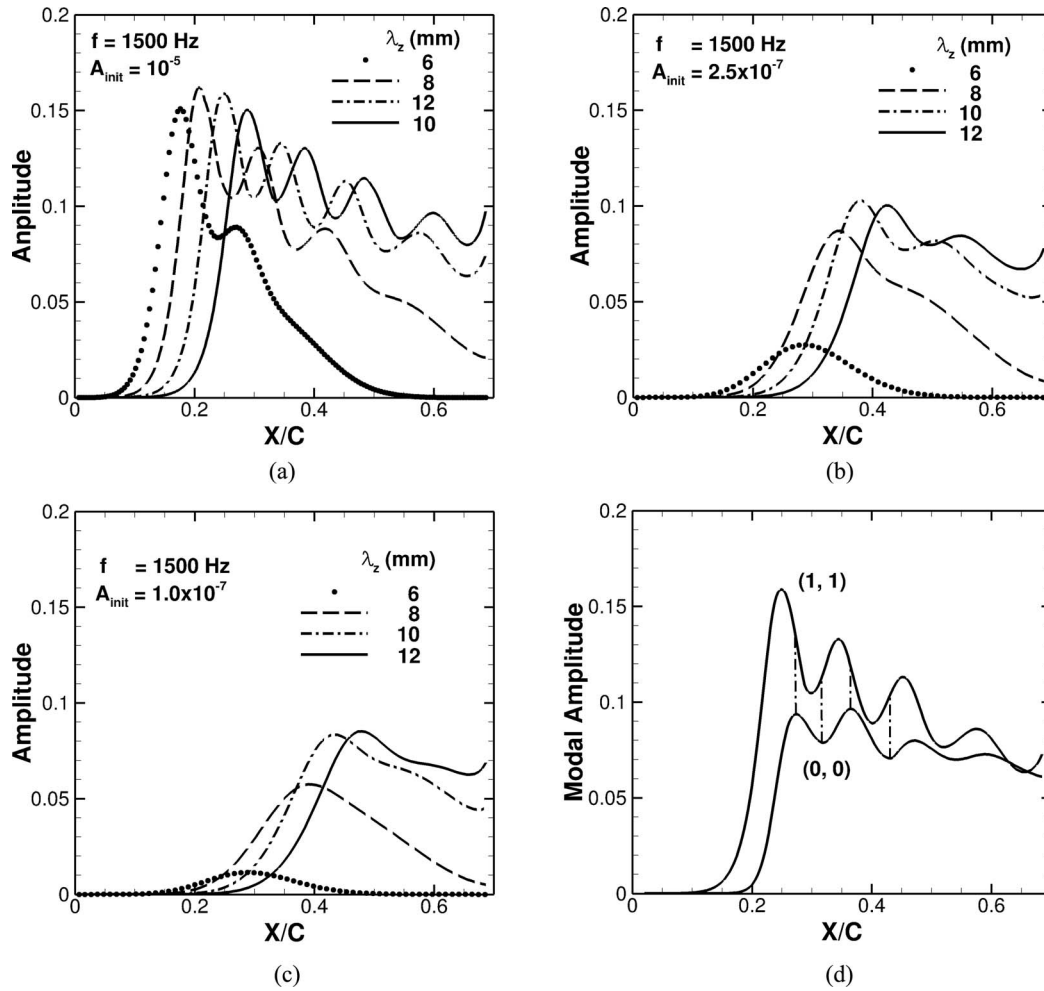 f = 1500 Hz
A_init = 10^-5
λ_z (mm)
6
8
12
10
Anplitude
0.2
0.15
0.1
0.05
0
0 0.2 0.4 0.6
X/C
(a)
f = 1500 Hz
A_init = 2.5x10^-7
λ_z (mm)
6
8
10
12
Amplitude
0.2
0.15
0.1
0.05
0
0 0.2 0.4 0.6
X/C
(b)
f = 1500 Hz
A_init = 1.0x10^-7
λ_z (mm)
6
8
10
12
Amplitude
0.2
0.15
0.1
0.05
0
0 0.2 0.4 0.6
X/C
(c)
(1, 1)
(0, 0)
Modal Amplitude
0.2
0.15
0.1
0.05
0
0 0.2 0.4 0.6
X/C
(d)